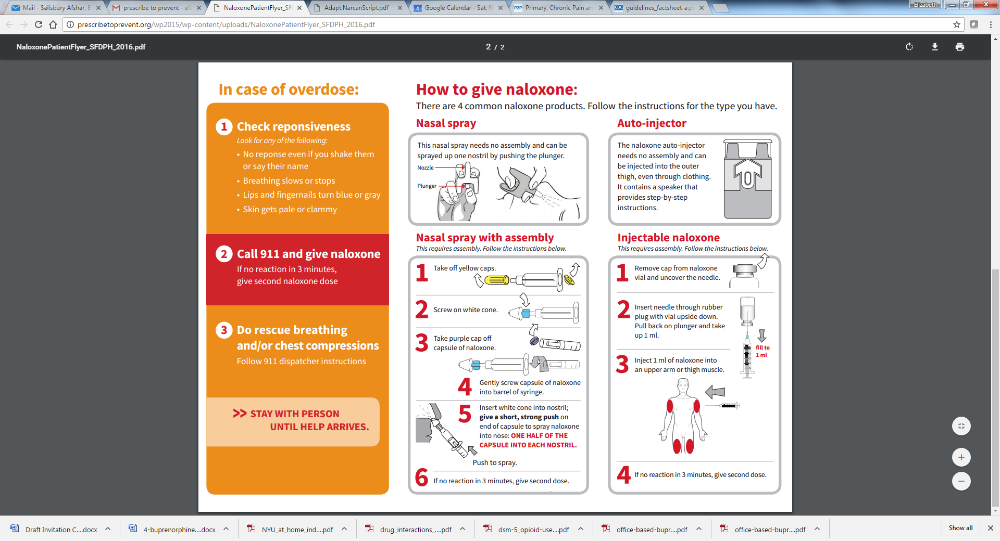 Mail - Salisbury Afshar, E
prescribe to prevent - eli
NaloxonePatientFlyer_SF
Adapt.NarcanScript.pdf
Google Calendar - Sat, N
P2P Primary, Chronic Pain an
CDC guidelines_factsheet-a.p
Elizabeth
prescribetoprevent.org/wp2015/wp-content/uploads/NaloxonePatientFlyer_SFDPH_2016.pdf
NaloxonePatientFlyer_SFDPH_2016.pdf
2 / 2
In case of overdose:
1 Check reponsiveness
Look for any of the following:
• No reponse even if you shake them
or say their name
• Breathing slows or stops
• Lips and fingernails turn blue or gray
• Skin gets pale or clammy
2 Call 911 and give naloxone
If no reaction in 3 minutes,
give second naloxone dose
3 Do rescue breathing
and/or chest compressions
Follow 911 dispatcher instructions
>> STAY WITH PERSON
UNTIL HELP ARRIVES.
How to give naloxone:
There are 4 common naloxone products. Follow the instructions for the type you have.
Nasal spray
This nasal spray needs no assembly and can be
sprayed up one nostril by pushing the plunger.
Nozzle
Plunger
Auto-injector
The naloxone auto-injector
needs no assembly and can
be injected into the outer
thigh, even through clothing.
It contains a speaker that
provides step-by-step
instructions.
Nasal spray with assembly
This requires assembly. Follow the instructions below.
1 Take off yellow caps.
2 Screw on white cone.
3 Take purple cap off
capsule of naloxone.
4 Gently screw capsule of naloxone
into barrel of syringe.
5 Insert white cone into nostril;
give a short, strong push on
end of capsule to spray naloxone
into nose: ONE HALF OF THE
CAPSULE INTO EACH NOSTRIL.
Push to spray.
6 If no reaction in 3 minutes, give second dose.
Injectable naloxone
This requires assembly. Follow the instructions below.
1 Remove cap from naloxone
vial and uncover the needle.
2 Insert needle through rubber
plug with vial upside down.
Pull back on plunger and take
up 1 ml.
fill to
1 ml
3 Inject 1 ml of naloxone into
an upper arm or thigh muscle.
4 If no reaction in 3 minutes, give second dose.
Draft Invitation C....docx
4-buprenorphine....docx
NYU_at_home_ind....pdf
drug_interactions_....pdf
dsm-5_opioid-use....pdf
office-based-bupr....pdf
office-based-bupr....pdf
Show all